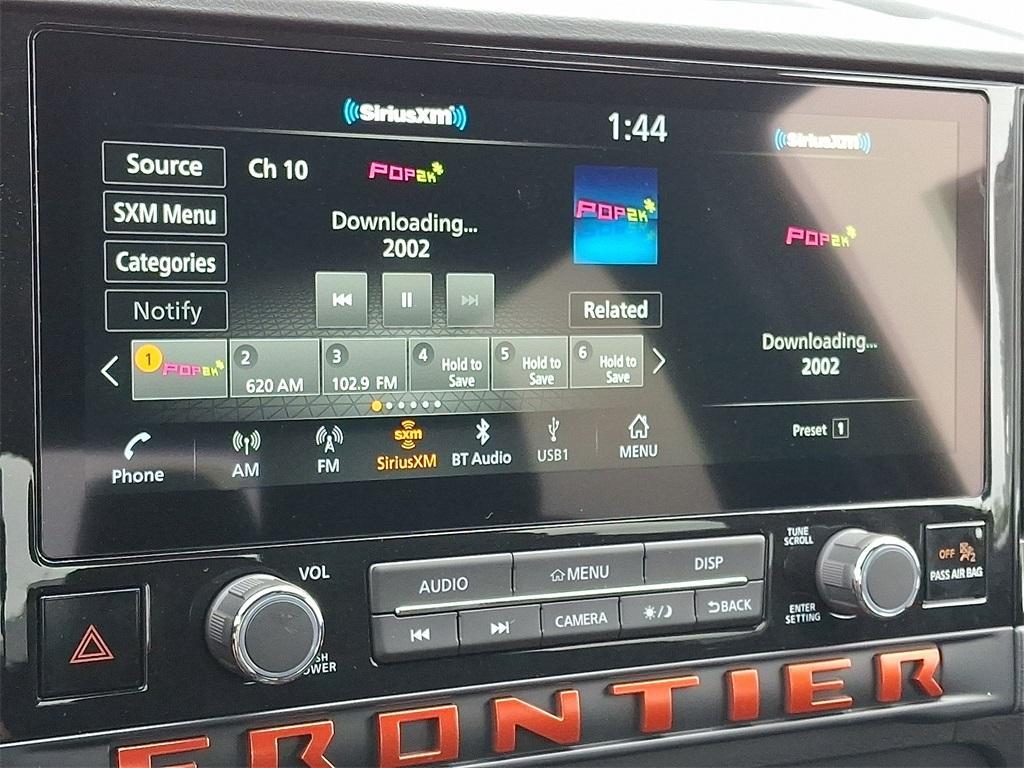 SiriusXM
1:44
SiriusXM
Source
Ch 10
POP2K
SXM Menu
Downloading...
2002
POP2K
POP2K
Categories
Notify
Related
Downloading...
2002
1 POP2K
2 620 AM
3 102.9 FM
4 Hold to Save
5 Hold to Save
6 Hold to Save
Preset 1
Phone
AM
FM
sxm
SiriusXM
BT Audio
USB1
MENU
VOL
AUDIO
MENU
DISP
TUNE
SCROLL
OFF
PASS AIR BAG
CAMERA
BACK
ENTER
SETTING
FRONTIER